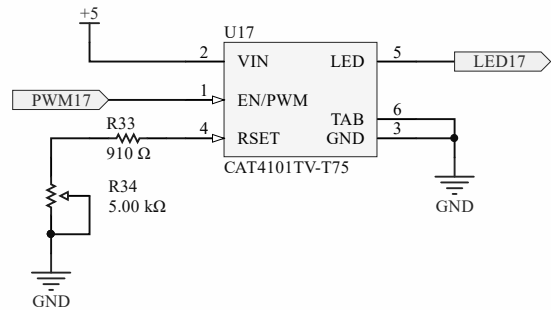 +5
U17
2 VIN LED 5 LED17
PWM17 1 EN/PWM
R33 TAB 6
4 RSET GND 3
910 Ω
CAT4101TV-T75
R34
5.00 kΩ
GND
GND